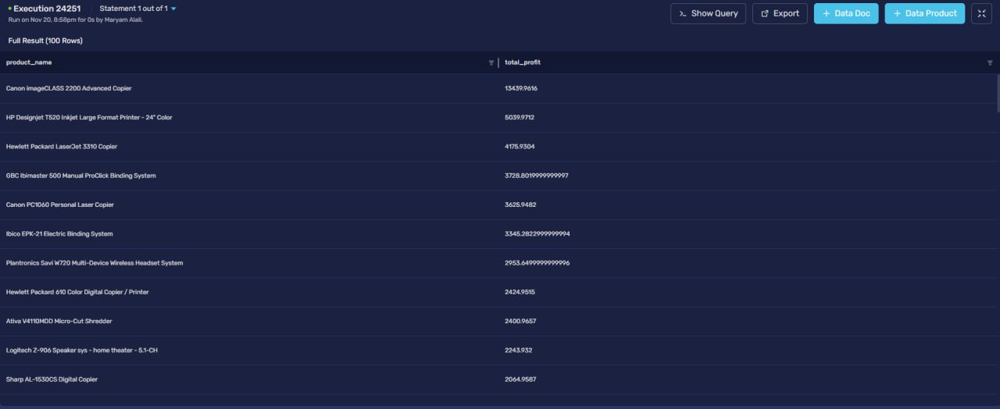 Execution 24251 Statement 1 out of 1
Run on Nov 20, 8:58pm for 0s by Maryam Alali.
Show Query Export + Data Doc + Data Product
Full Result (100 Rows)
product_name total_profit
Canon imageCLASS 2200 Advanced Copier 13439.9616
HP Designjet T520 Inkjet Large Format Printer - 24" Color 5039.9712
Hewlett Packard LaserJet 3310 Copier 4175.9304
GBC Ibimaster 500 Manual ProClick Binding System 3728.8019999999997
Canon PC1060 Personal Laser Copier 3625.9482
Ibico EPK-21 Electric Binding System 3345.2822999999994
Plantronics Savi W720 Multi-Device Wireless Headset System 2953.6499999999996
Hewlett Packard 610 Color Digital Copier / Printer 2424.9515
Ativa V4110MDD Micro-Cut Shredder 2400.9657
Logitech Z-906 Speaker sys - home theater - 5.1-CH 2243.932
Sharp AL-1530CS Digital Copier 2064.9587